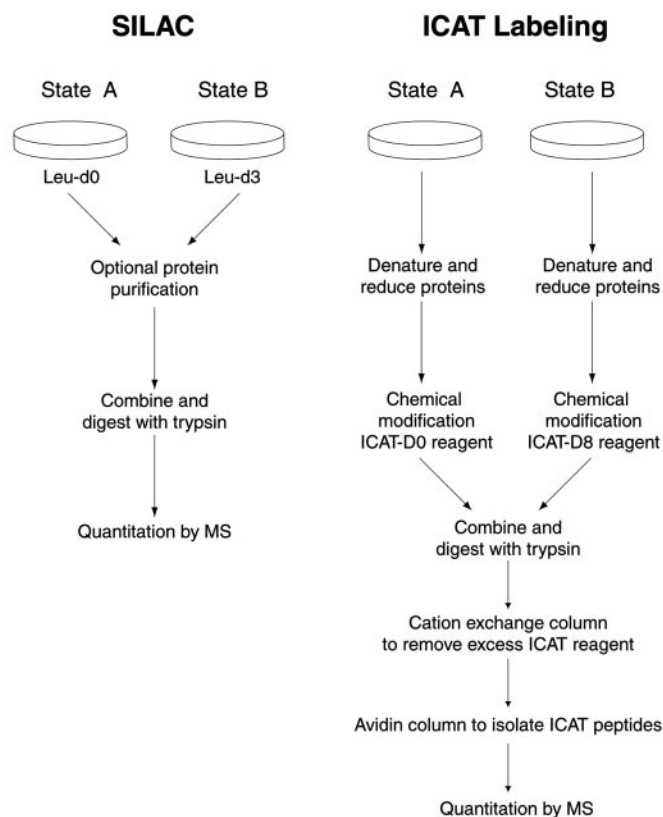 SILAC
State A
State B
Leu-d0
Leu-d3
Optional protein
purification
Combine and
digest with trypsin
Quantitation by MS
ICAT Labeling
State A
State B
Denature and
reduce proteins
Denature and
reduce proteins
Chemical
modification
ICAT-D0 reagent
Chemical
modification
ICAT-D8 reagent
Combine and
digest with trypsin
Cation exchange column
to remove excess ICAT reagent
Avidin column to isolate ICAT peptides
Quantitation by MS